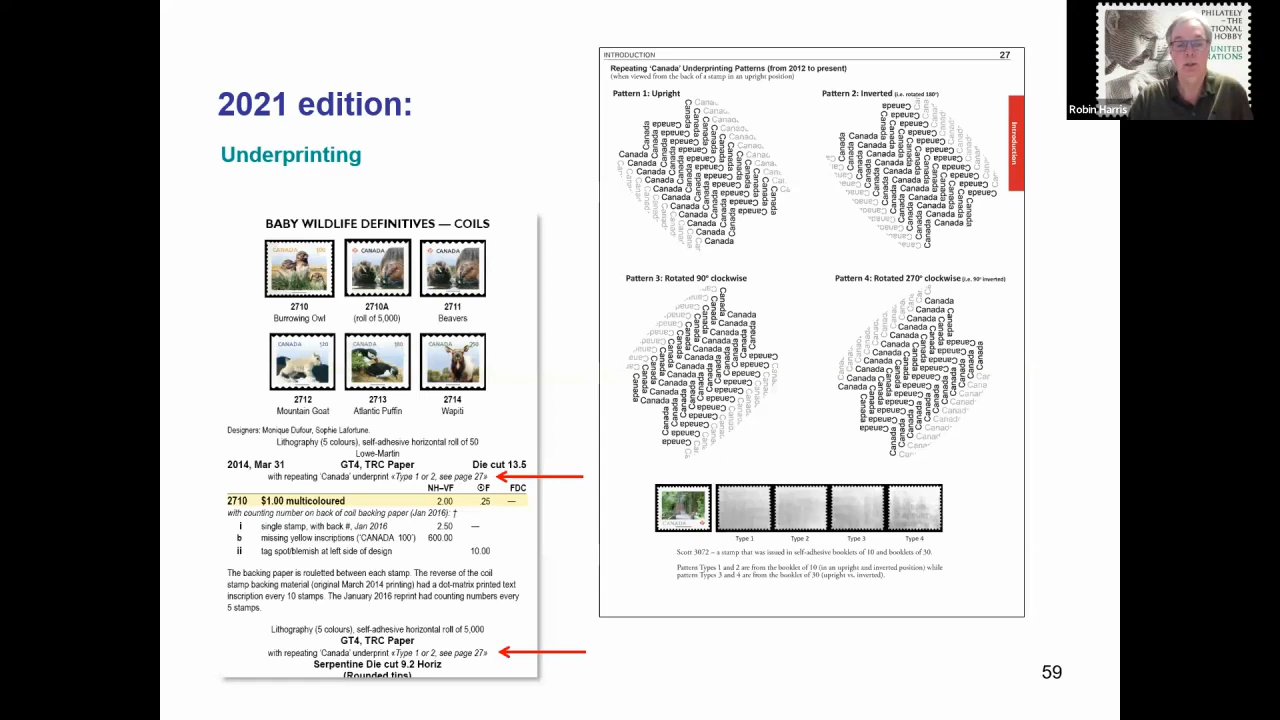 2021 edition:
Underprinting
BABY WILDLIFE DEFINITIVES — COILS
2710
Burrowing Owl
2710A
(roll of 5,000)
2711
Beavers
2712
Mountain Goat
2713
Atlantic Puffin
2714
Wapiti
Designers: Monique Dufour, Sophie Lafortune.
Lithography (5 colours), self-adhesive horizontal roll of 50
Lowe-Martin
2014, Mar 31 GT4, TRC Paper Die cut 13.5
with repeating 'Canada' underprint «Type 1 or 2, see page 27»
NH–VF ⊙F FDC
2710 $1.00 multicoloured 2.00 .25 —
with counting number on back of coil backing paper (Jan 2016): †
i single stamp, with back #, Jan 2016 2.50 —
b missing yellow inscriptions ('CANADA 100') 600.00
ii tag spot/blemish at left side of design 10.00
The backing paper is rouletted between each stamp. The reverse of the coil
stamp backing material (original March 2014 printing) had a dot-matrix printed text
inscription every 10 stamps. The January 2016 reprint had counting numbers every
5 stamps.
Lithography (5 colours), self-adhesive horizontal roll of 5,000
GT4, TRC Paper
with repeating 'Canada' underprint «Type 1 or 2, see page 27»
Serpentine Die cut 9.2 Horiz
(Rounded tips)
INTRODUCTION 27
Repeating 'Canada' Underprinting Patterns (from 2012 to present)
(when viewed from the back of a stamp in an upright position)
Pattern 1: Upright
Pattern 2: Inverted (i.e. rotated 180°)
Introduction
Pattern 3: Rotated 90° clockwise
Pattern 4: Rotated 270° clockwise (i.e. 90° inverted)
Type 1 Type 2 Type 3 Type 4
Scott 3072 – a stamp that was issued in self-adhesive booklets of 10 and booklets of 30.
Pattern Types 1 and 2 are from the booklet of 10 (in an upright and inverted position) while
pattern Types 3 and 4 are from the booklet of 30 (upright vs. inverted).
59
PHILATELY
– THE
HOBBY
UNITED
Robin Harris